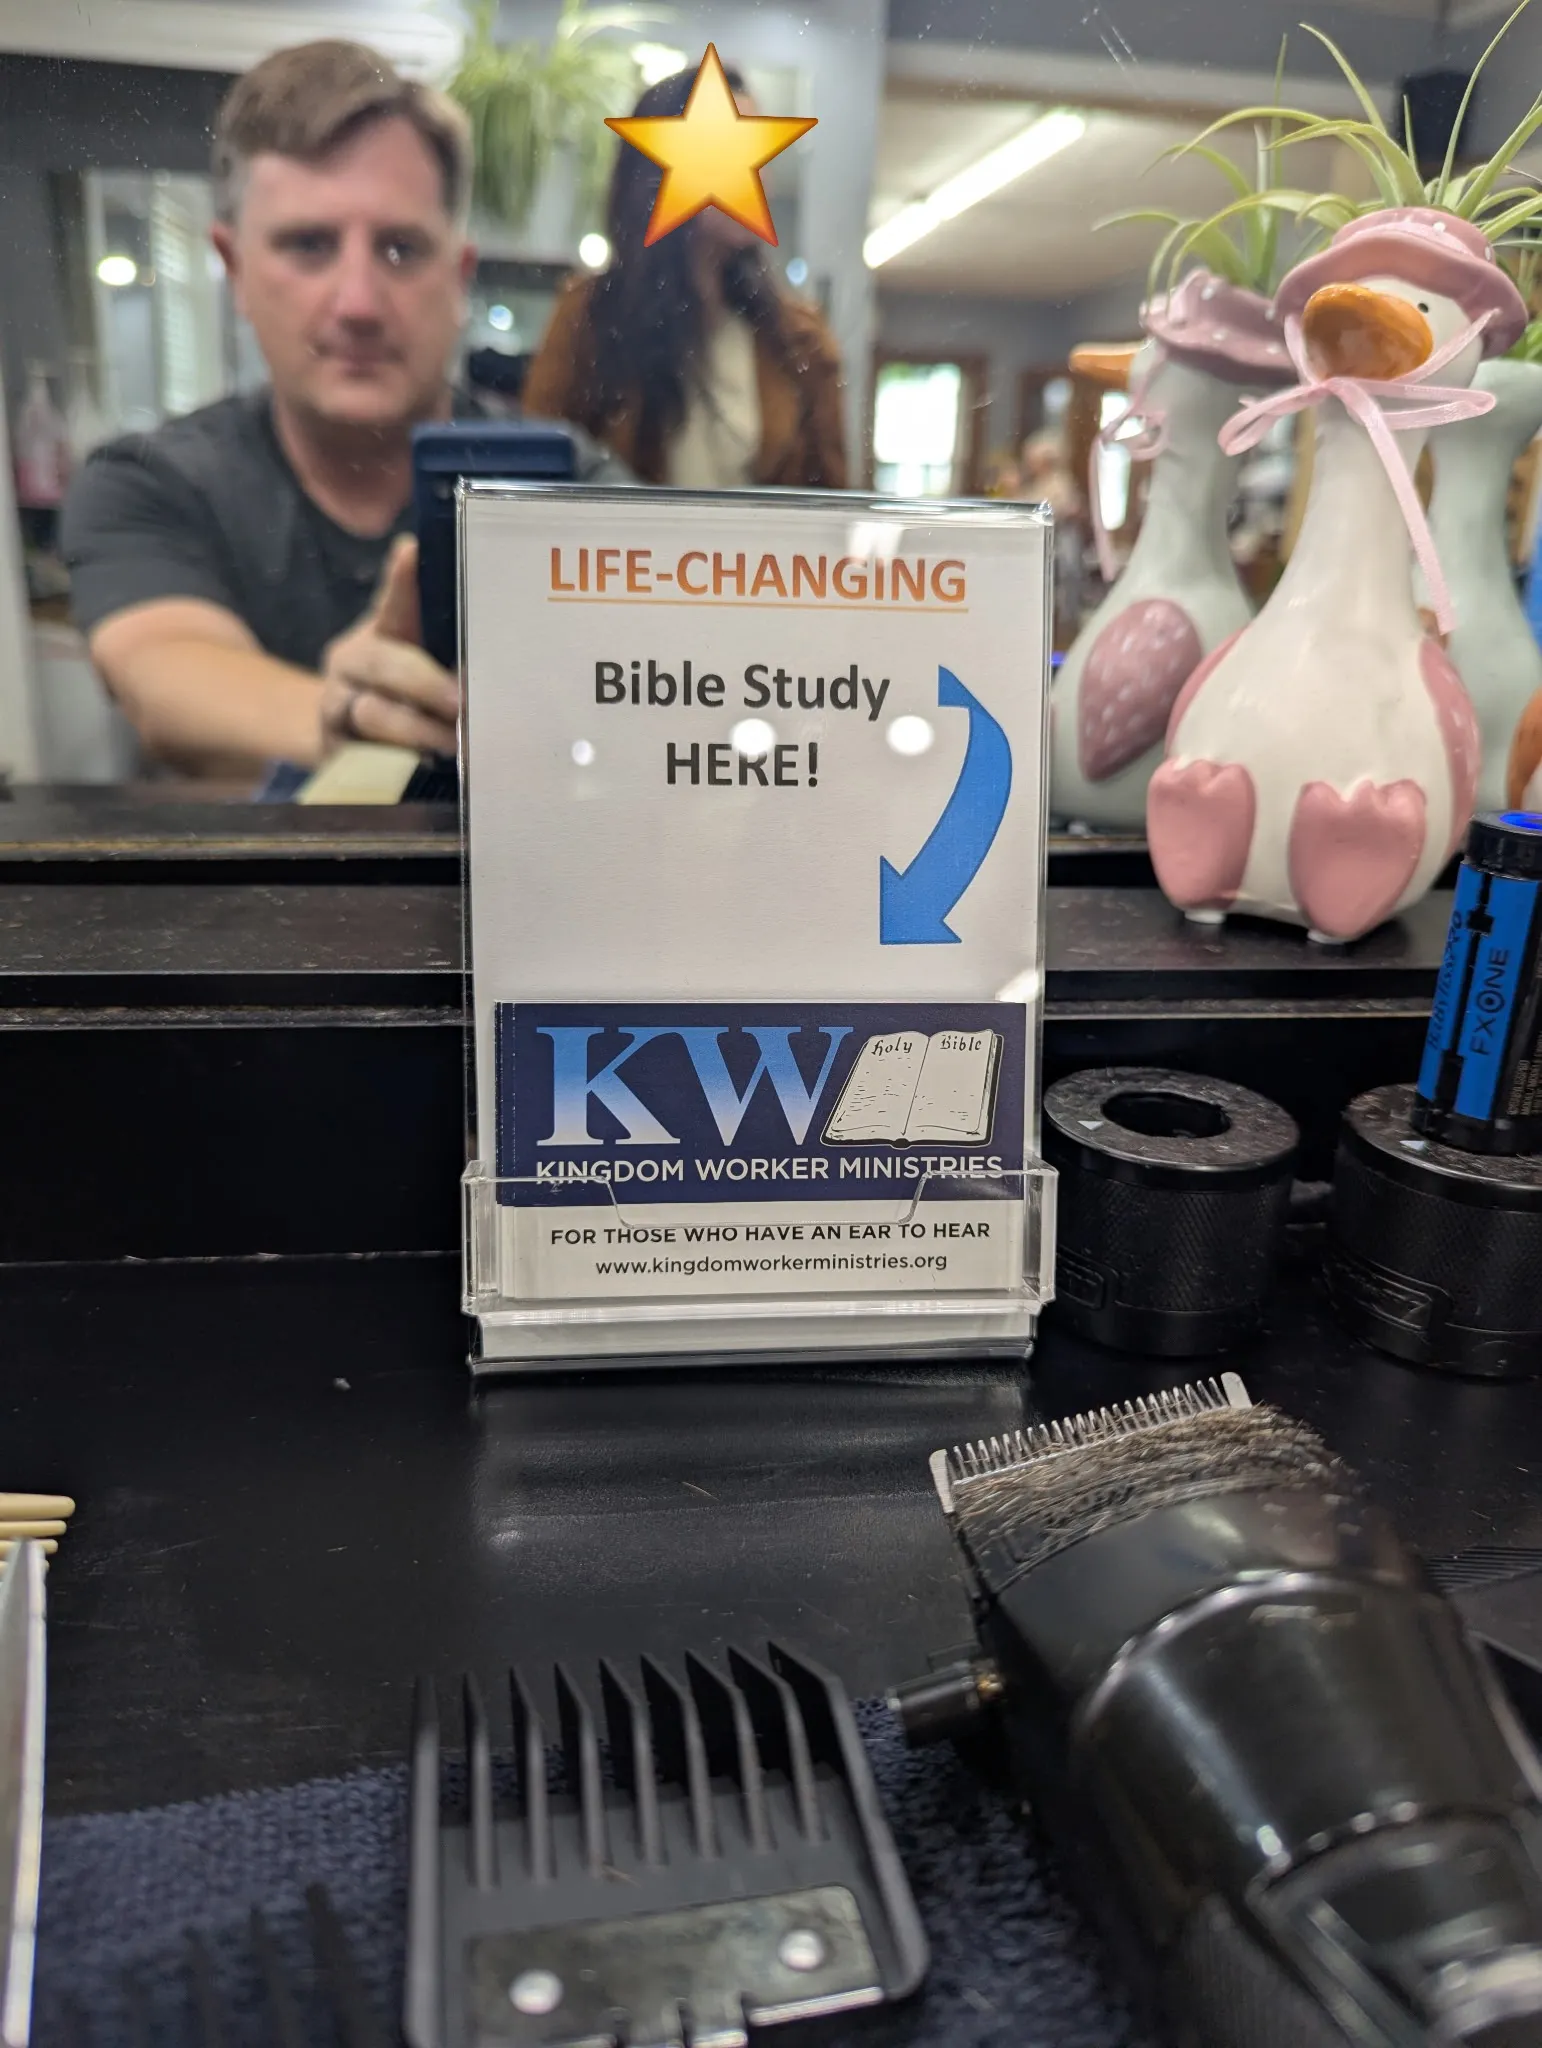 LIFE-CHANGING
Bible Study
HERE!
KW
Holy Bible
KINGDOM WORKER MINISTRIES
FOR THOSE WHO HAVE AN EAR TO HEAR
www.kingdomworkerministries.org
BaBylissPRO
FXONE